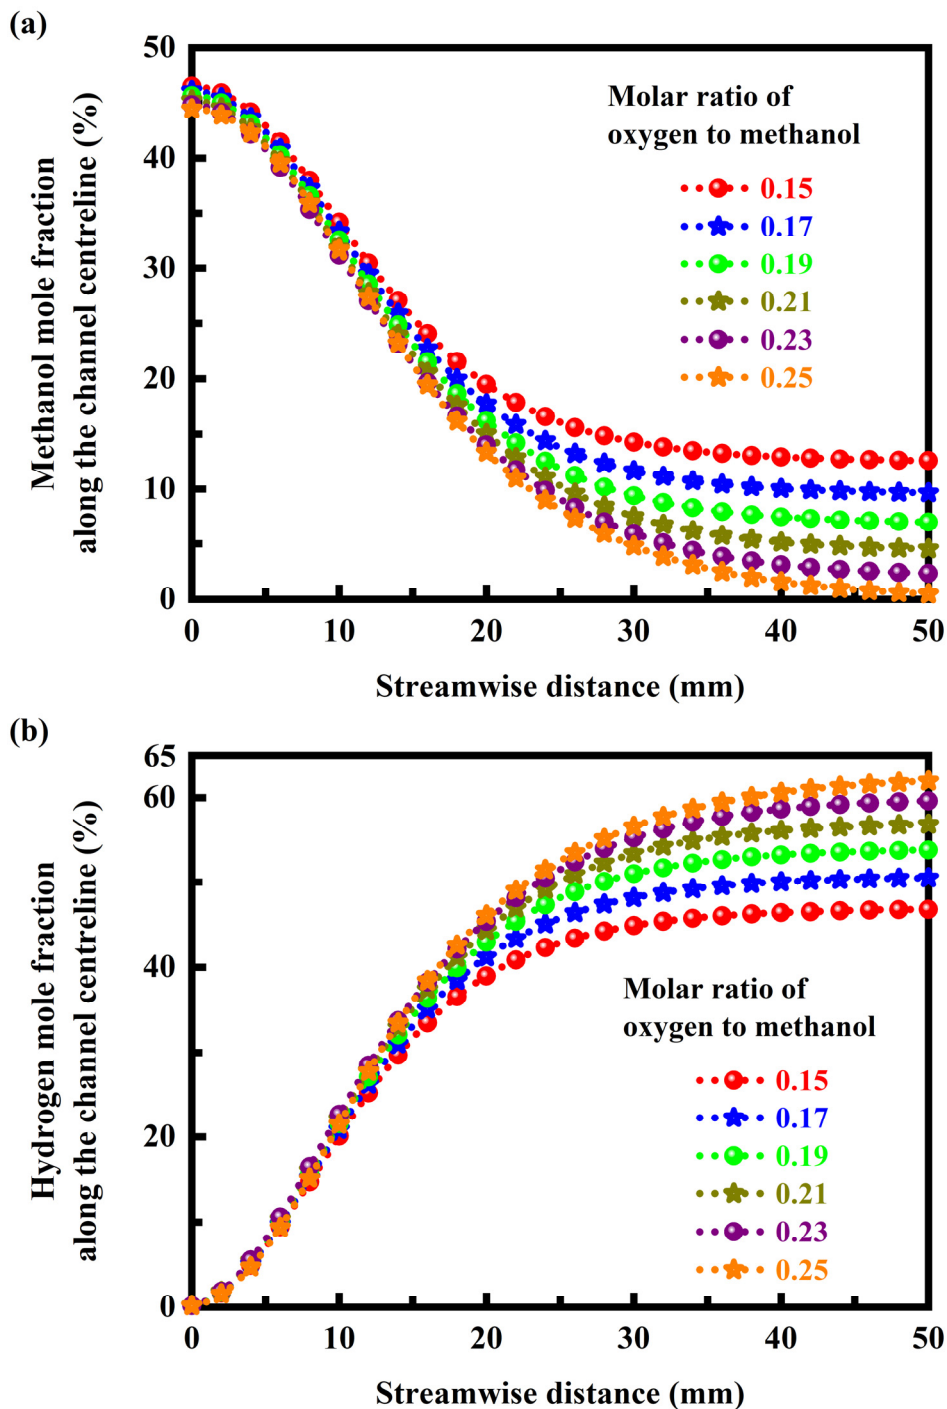 (a)
50
40
30
20
10
0
Methanol mole fraction
along the channel centreline (%)
Molar ratio of
oxygen to methanol
0.15
0.17
0.19
0.21
0.23
0.25
0 10 20 30 40 50
Streamwise distance (mm)
(b)
65
60
40
20
0
Hydrogen mole fraction
along the channel centreline (%)
Molar ratio of
oxygen to methanol
0.15
0.17
0.19
0.21
0.23
0.25
0 10 20 30 40 50
Streamwise distance (mm)